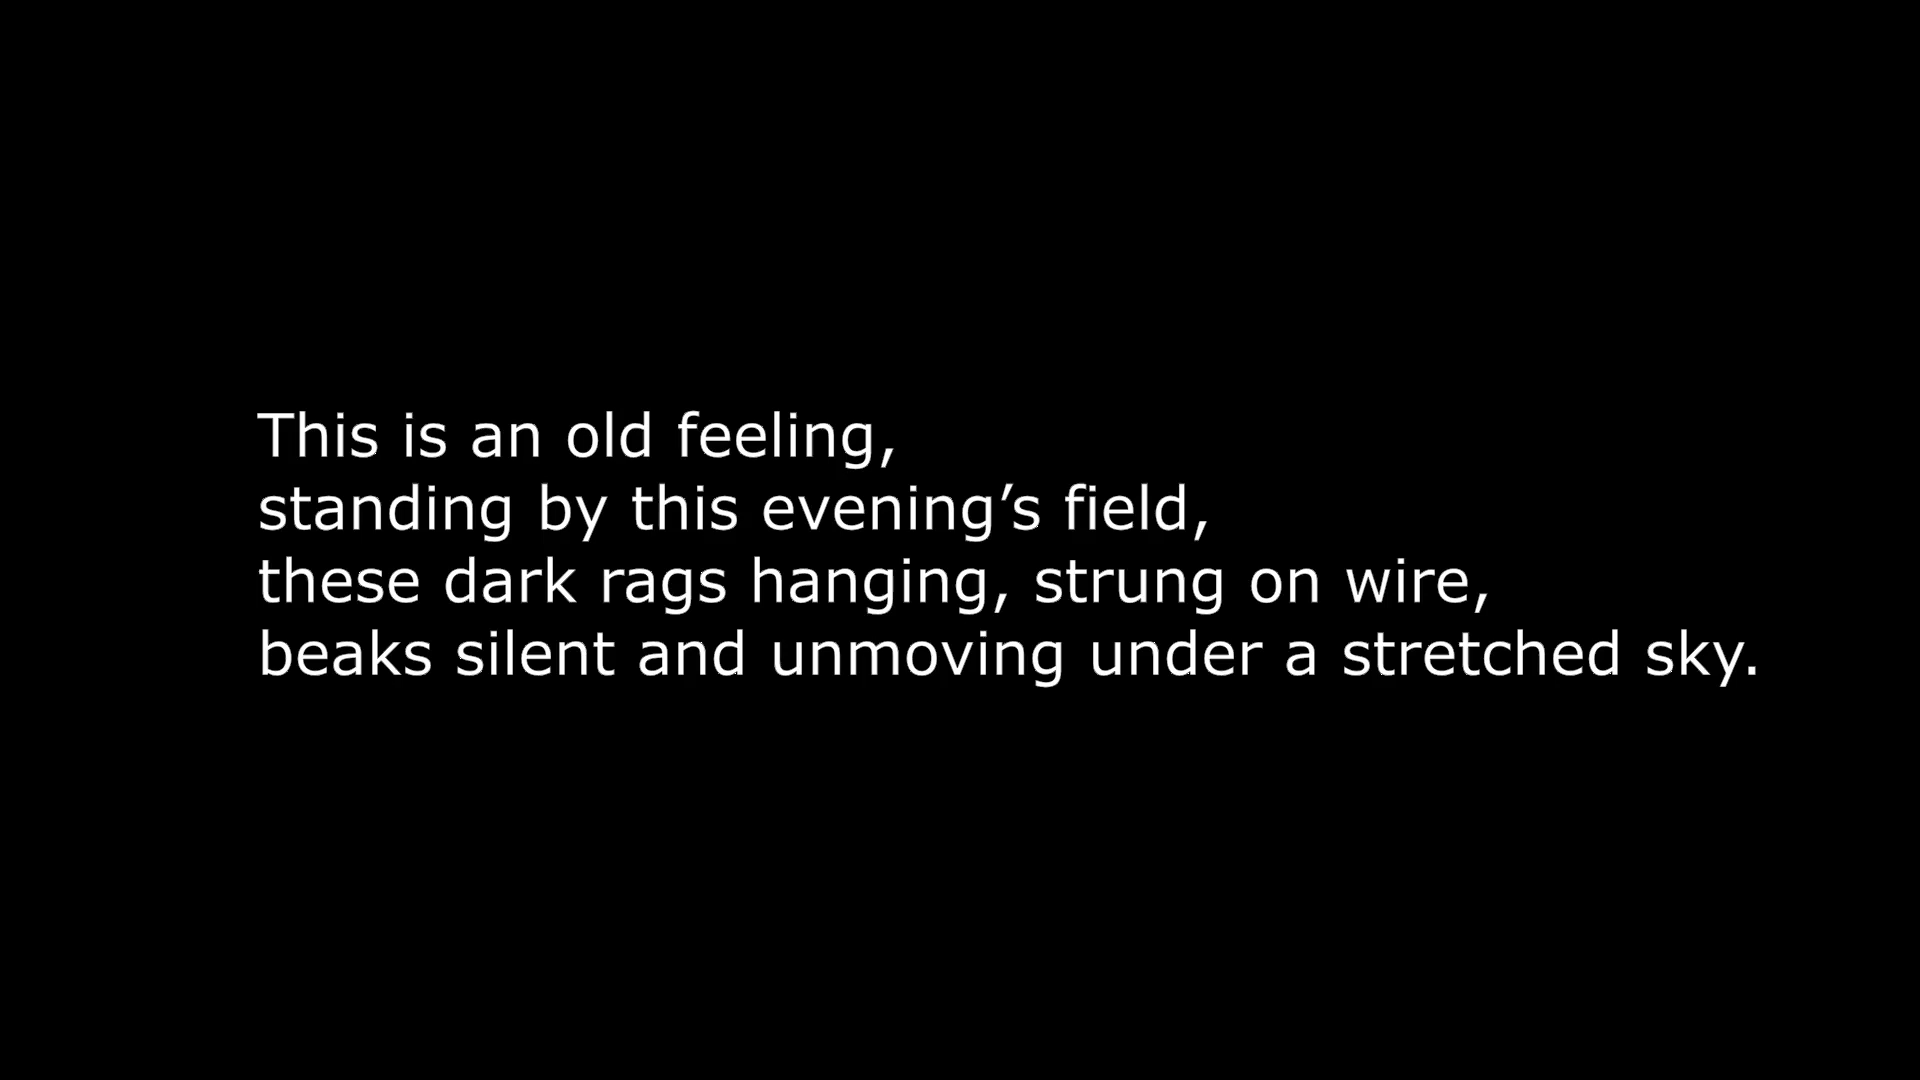 This is an old feeling,
standing by this evening’s field,
these dark rags hanging, strung on wire,
beaks silent and unmoving under a stretched sky.